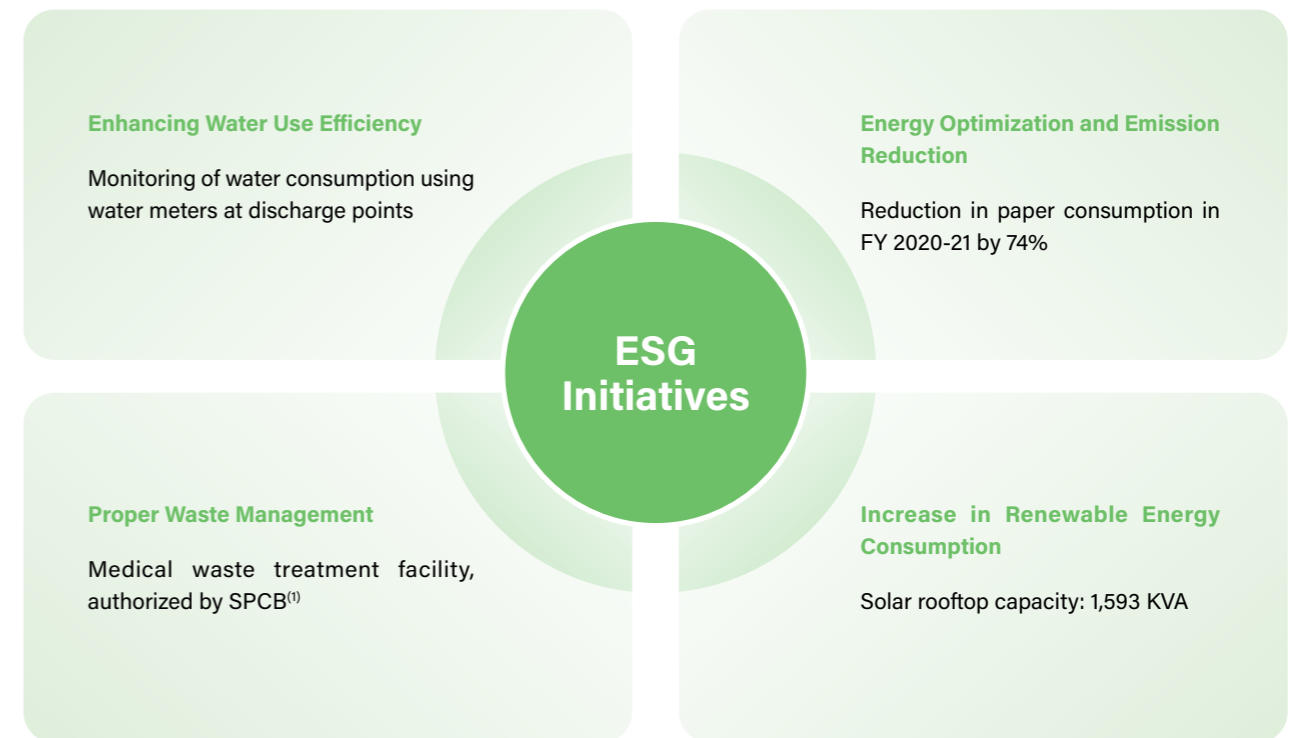 Enhancing Water Use Efficiency
Monitoring of water consumption using
water meters at discharge points
Energy Optimization and Emission
Reduction
Reduction in paper consumption in
FY 2020-21 by 74%
ESG
Initiatives
Proper Waste Management
Medical waste treatment facility,
authorized by SPCB(1)
Increase in Renewable Energy
Consumption
Solar rooftop capacity: 1,593 KVA